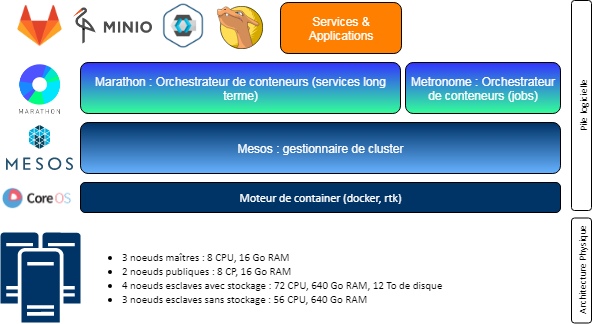 MINIO
Services &
Applications
MARATHON
Marathon : Orchestrateur de conteneurs (services long
terme)
Metronome : Orchestrateur
de conteneurs (jobs)
MESOS
Mesos : gestionnaire de cluster
Core OS
Moteur de container (docker, rtk)
Pile logicielle
3 noeuds maîtres : 8 CPU, 16 Go RAM
2 noeuds publiques : 8 CP, 16 Go RAM
4 noeuds esclaves avec stockage : 72 CPU, 640 Go RAM, 12 To de disque
3 noeuds esclaves sans stockage : 56 CPU, 640 Go RAM
Architecture Physique